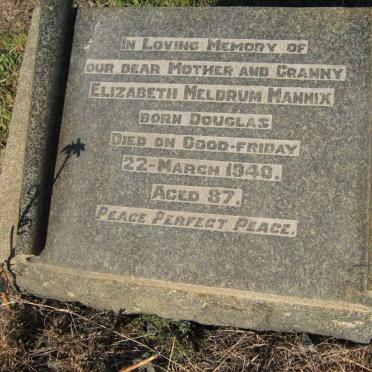 In Loving Memory of
our dear Mother and Granny
Elizabeth Meldrum Mannix
born Douglas
Died on Good-Friday
22-March 1940.
Aged 87.
Peace Perfect Peace.